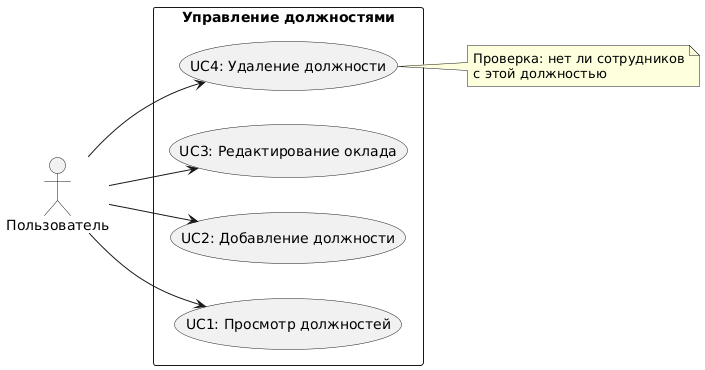 Управление должностями
UC4: Удаление должности
Проверка: нет ли сотрудников
с этой должностью
UC3: Редактирование оклада
Пользователь
UC2: Добавление должности
UC1: Просмотр должностей